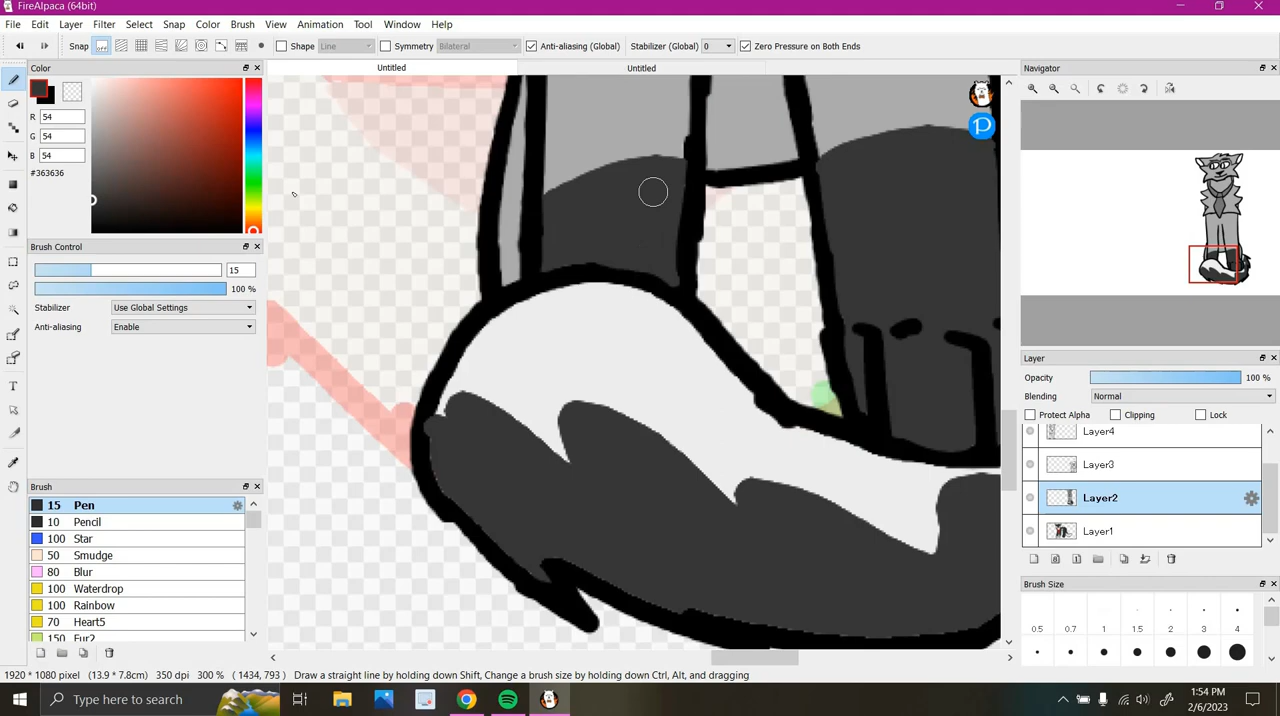 FireAlpaca (64bit)
File Edit Layer Filter Select Snap Color Brush View Animation Tool Window Help
Snap off Shape Line Symmetry Bilateral Anti-aliasing (Global) Stabilizer (Global) 0 Zero Pressure on Both Ends
Color
Untitled
Untitled
Navigator
R 54
G 54
B 54
#363636
Brush Control
15
100 %
Stabilizer Use Global Settings
Anti-aliasing Enable
Layer
Opacity 100 %
Blending Normal
Protect Alpha Clipping Lock
Layer4
Layer3
Layer2
Layer1
Brush
15 Pen
10 Pencil
100 Star
50 Smudge
80 Blur
100 Waterdrop
100 Rainbow
70 Heart5
150 Fur2
Brush Size
0.5 0.7 1 1.5 2 3 4
1920 * 1080 pixel (13.9 * 7.8cm) 350 dpi 300 % ( 1434, 793 ) Draw a straight line by holding down Shift, Change a brush size by holding down Ctrl, Alt, and dragging
Type here to search
1:54 PM
2/6/2023